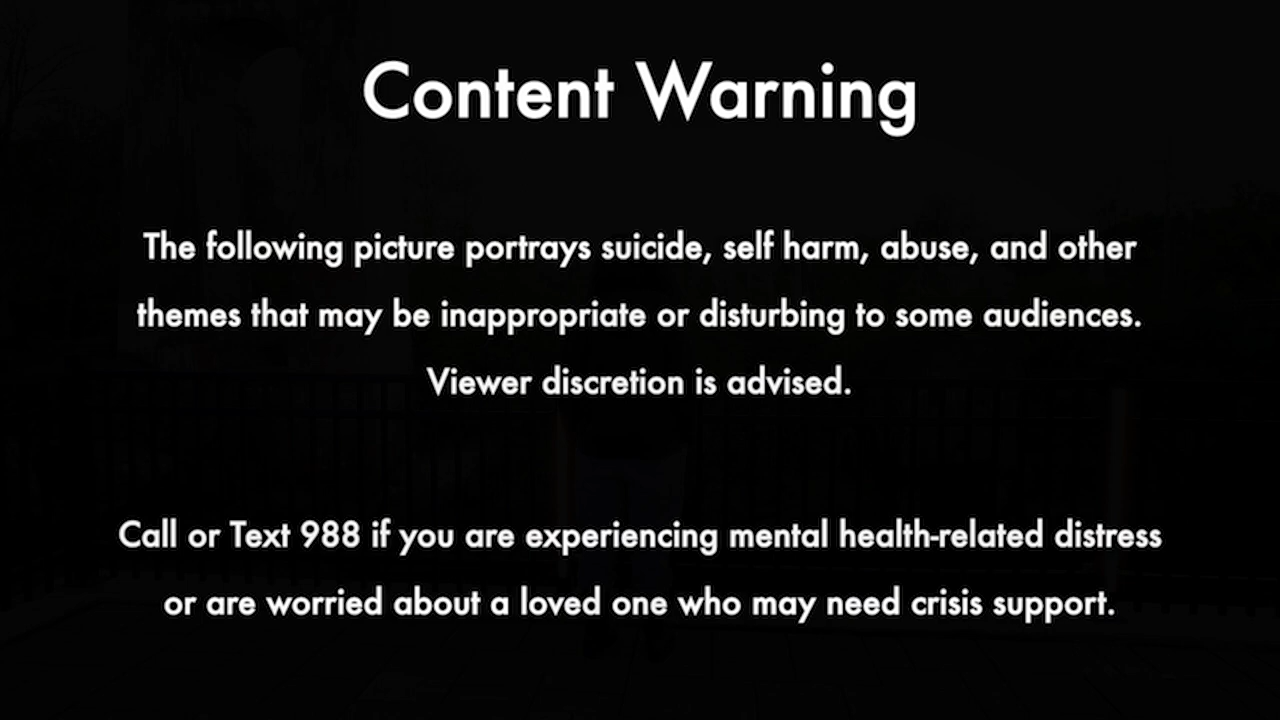 Content Warning
The following picture portrays suicide, self harm, abuse, and other
themes that may be inappropriate or disturbing to some audiences.
Viewer discretion is advised.
Call or Text 988 if you are experiencing mental health-related distress
or are worried about a loved one who may need crisis support.